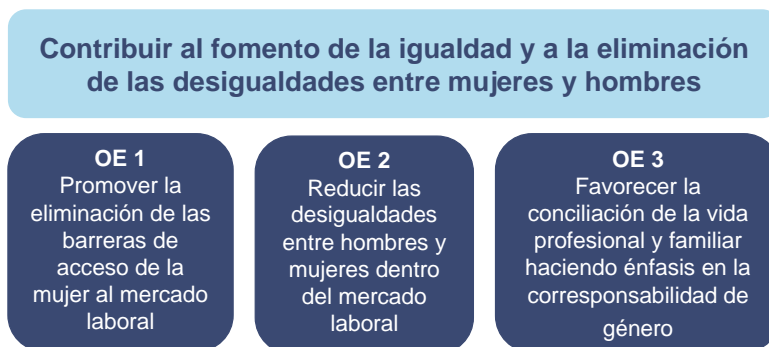 Contribuir al fomento de la igualdad y a la eliminación
de las desigualdades entre mujeres y hombres
OE 1
Promover la
eliminación de las
barreras de
acceso de la
mujer al mercado
laboral
OE 2
Reducir las
desigualdades
entre hombres y
mujeres dentro
del mercado
laboral
OE 3
Favorecer la
conciliación de la vida
profesional y familiar
haciendo énfasis en la
corresponsabilidad de
género